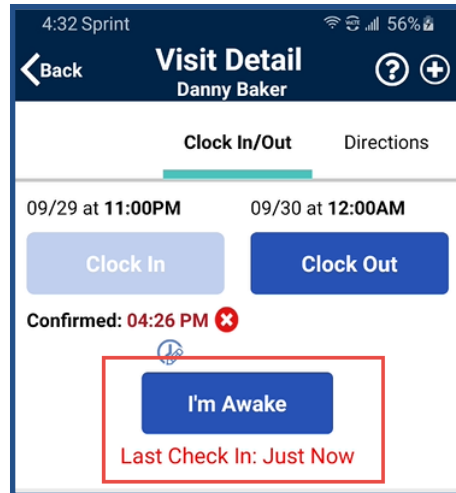 4:32 Sprint 56%
Back Visit Detail
Danny Baker
Clock In/Out Directions
09/29 at 11:00PM 09/30 at 12:00AM
Clock In Clock Out
Confirmed: 04:26 PM
I'm Awake
Last Check In: Just Now